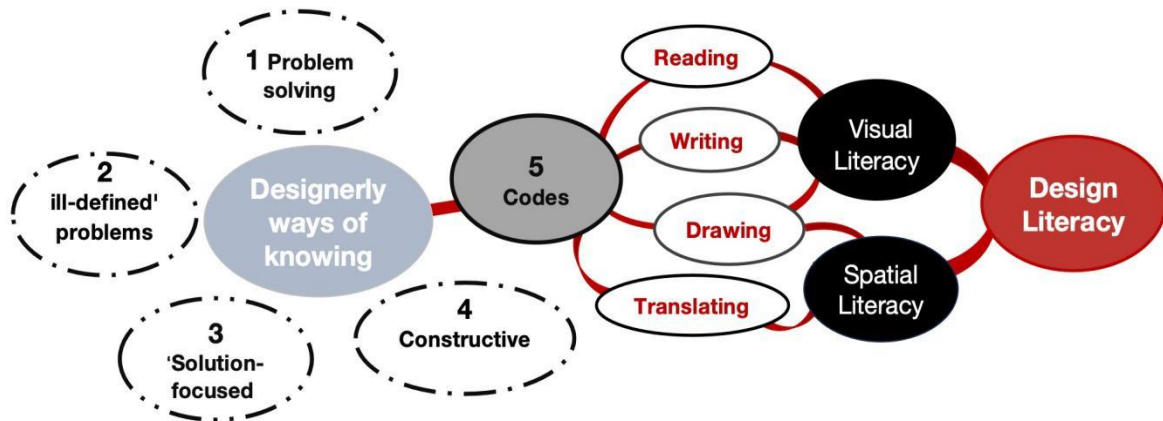 1 Problem
solving
2
ill-defined'
problems
3
'Solution-
focused
4
Constructive
Designerly
ways of
knowing
5
Codes
Reading
Writing
Drawing
Translating
Visual
Literacy
Spatial
Literacy
Design
Literacy